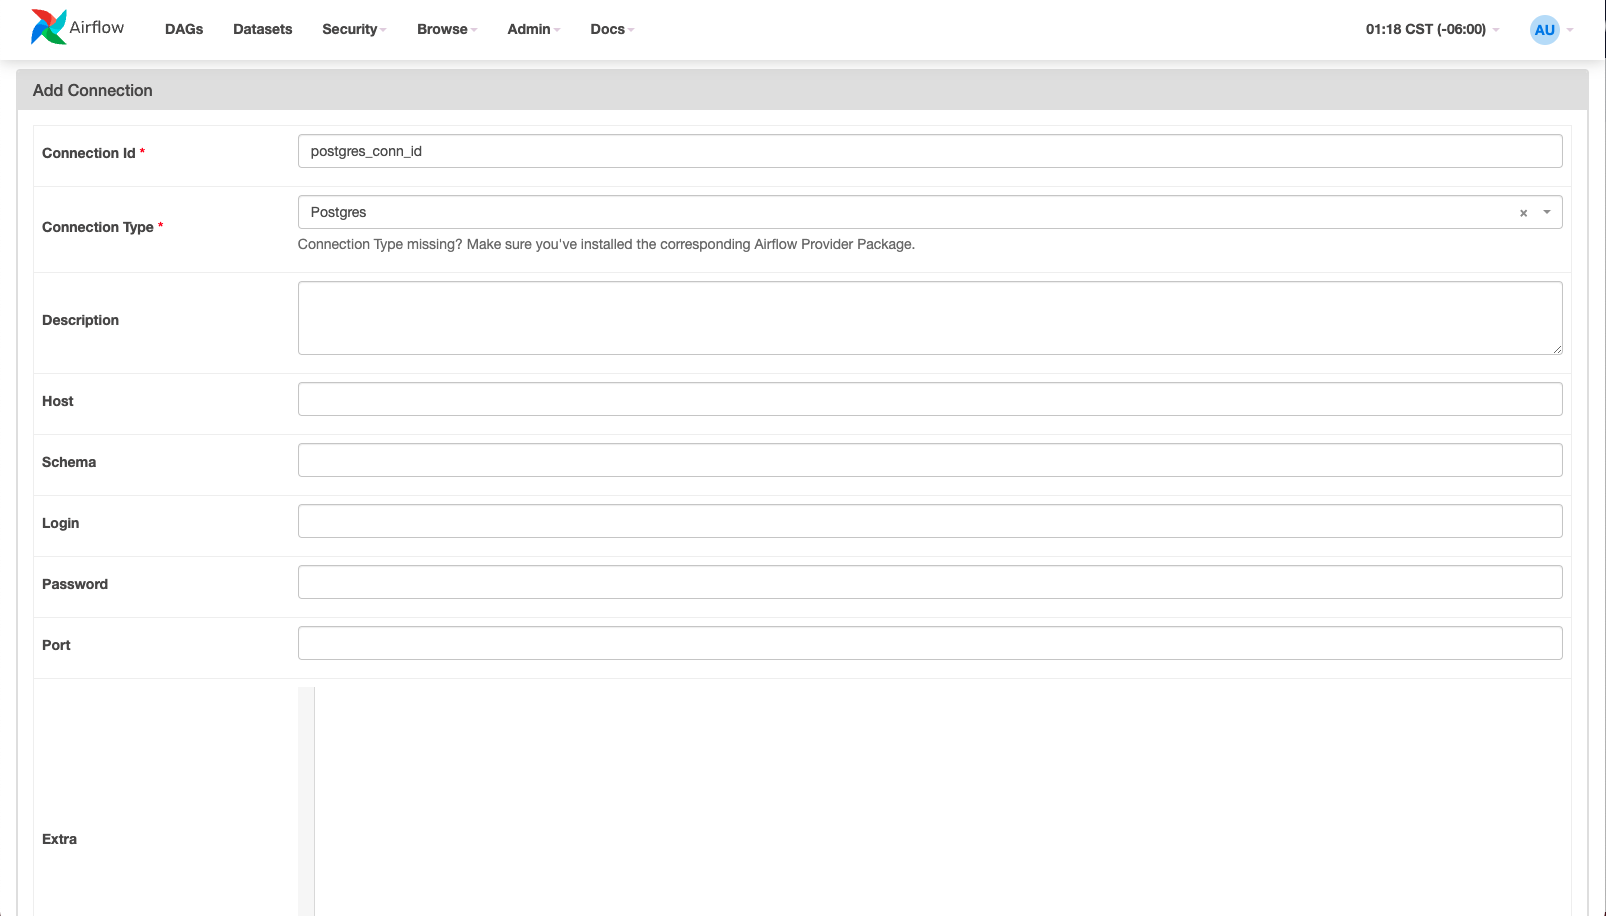 Airflow DAGs Datasets Security Browse Admin Docs 01:18 CST (-06:00) AU
Add Connection
Connection Id * postgres_conn_id
Connection Type * Postgres × 
Connection Type missing? Make sure you've installed the corresponding Airflow Provider Package.
Description
Host
Schema
Login
Password
Port
Extra